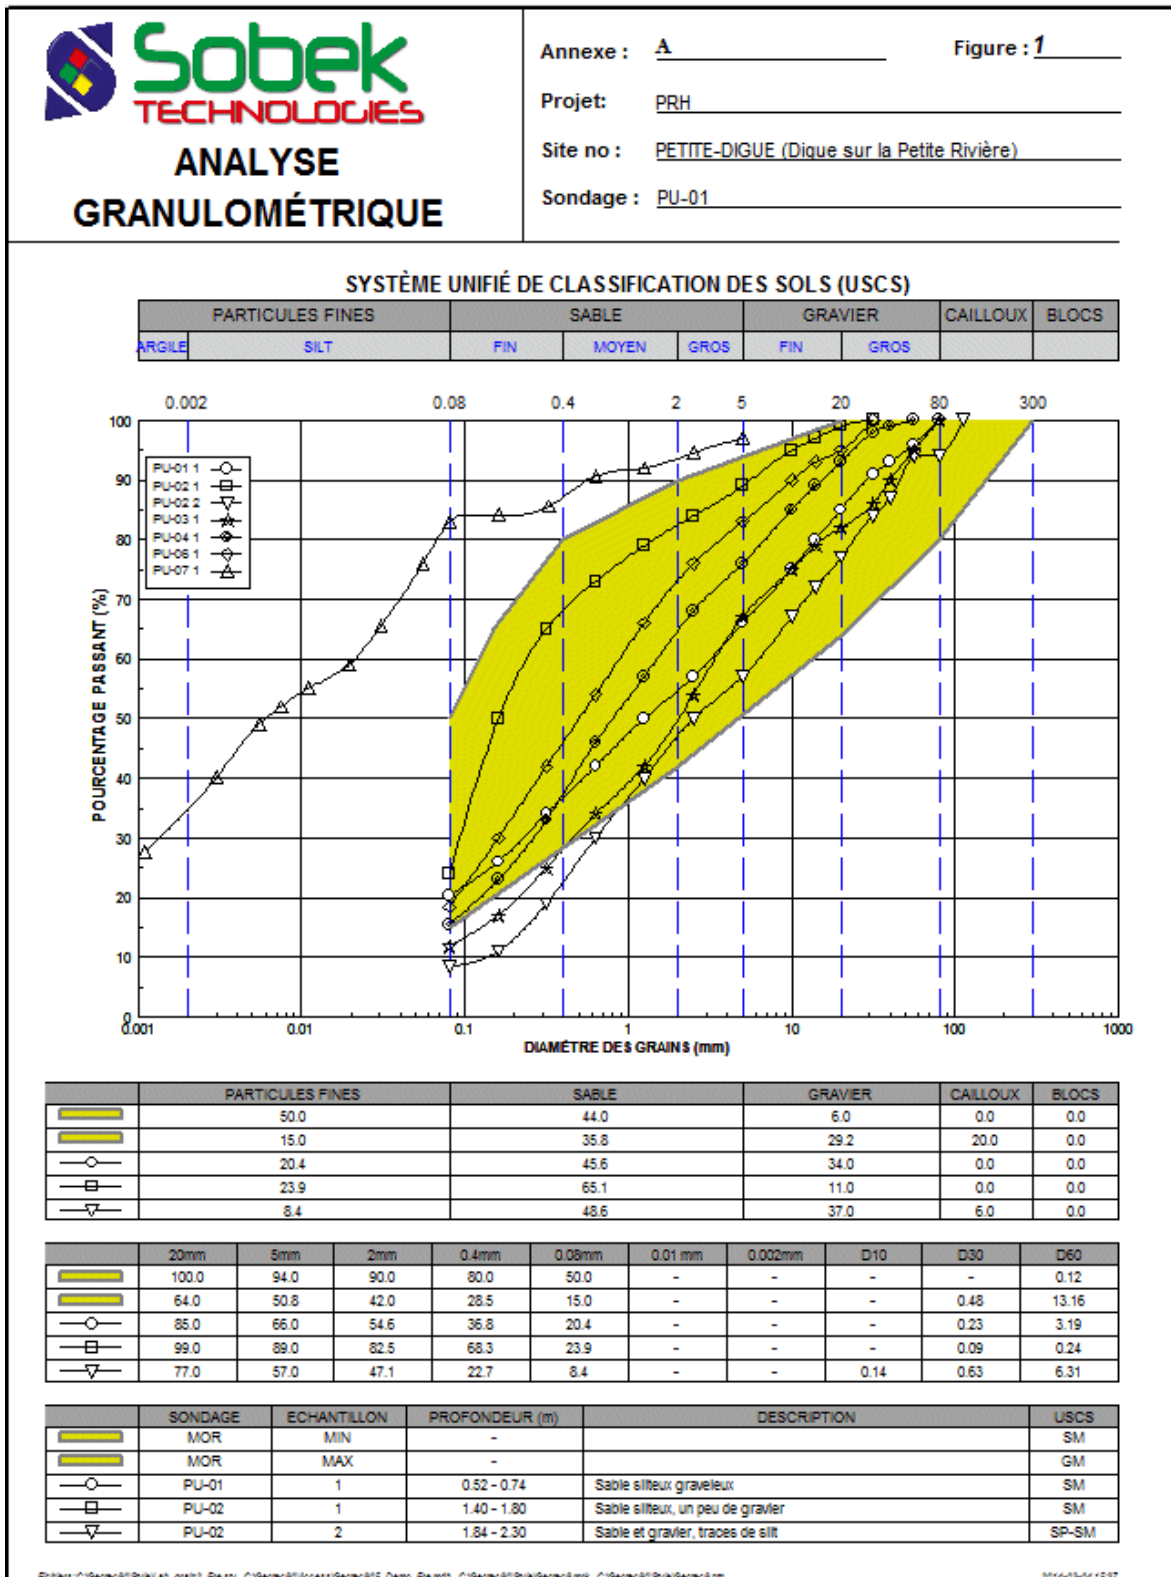 Sobek
TECHNOLOGIES
ANALYSE
GRANULOMÉTRIQUE
Annexe : A Figure : 1
Projet: PRH
Site no : PETITE-DIGUE (Digue sur la Petite Rivière)
Sondage : PU-01
SYSTÈME UNIFIÉ DE CLASSIFICATION DES SOLS (USCS)
PARTICULES FINES SABLE GRAVIER CAILLOUX BLOCS
ARGILE SILT FIN MOYEN GROS FIN GROS
0.002 0.08 0.4 2 5 20 80 300
100
90
80
70
60
50
40
30
20
10
0
POURCENTAGE PASSANT (%)
PU-01 1
PU-02 1
PU-02 2
PU-03 1
PU-04 1
PU-06 1
PU-07 1
0.001 0.01 0.1 1 10 100 1000
DIAMÈTRE DES GRAINS (mm)
PARTICULES FINES SABLE GRAVIER CAILLOUX BLOCS
50.0 44.0 6.0 0.0 0.0
15.0 35.8 29.2 20.0 0.0
20.4 45.6 34.0 0.0 0.0
23.9 65.1 11.0 0.0 0.0
8.4 48.6 37.0 6.0 0.0
20mm 5mm 2mm 0.4mm 0.08mm 0.01 mm 0.002mm D10 D30 D60
100.0 94.0 90.0 80.0 50.0 - - - - 0.12
64.0 50.8 42.0 28.5 15.0 - - - 0.48 13.16
85.0 66.0 54.6 36.8 20.4 - - - 0.23 3.19
99.0 89.0 82.5 68.3 23.9 - - - 0.09 0.24
77.0 57.0 47.1 22.7 8.4 - - 0.14 0.63 6.31
SONDAGE ECHANTILLON PROFONDEUR (m) DESCRIPTION USCS
MOR MIN - SM
MOR MAX - GM
PU-01 1 0.52 - 0.74 Sable silteux graveleux SM
PU-02 1 1.40 - 1.80 Sable silteux, un peu de gravier SM
PU-02 2 1.84 - 2.30 Sable et gravier, traces de silt SP-SM